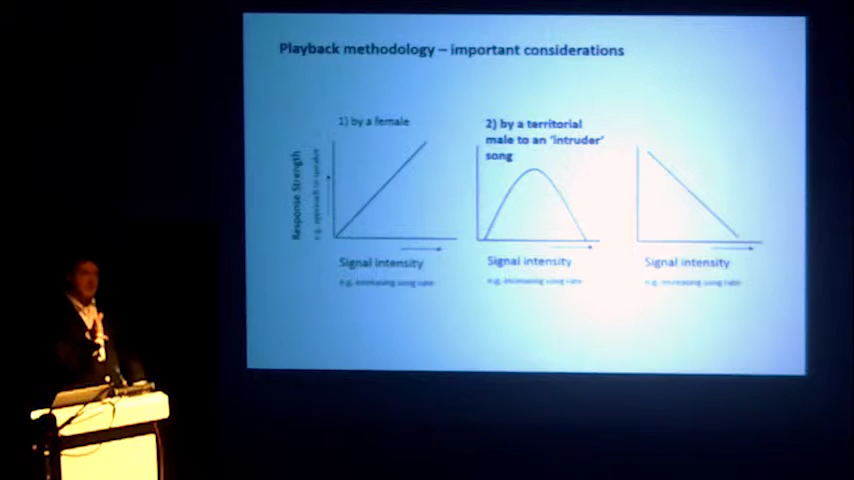 Playback methodology – important considerations
1) by a female
2) by a territorial
male to an 'intruder'
song
Response Strength
e.g. approach to speaker
Signal intensity
e.g. increasing song rate
Signal intensity
e.g. increasing song rate
Signal intensity
e.g. increasing song rate